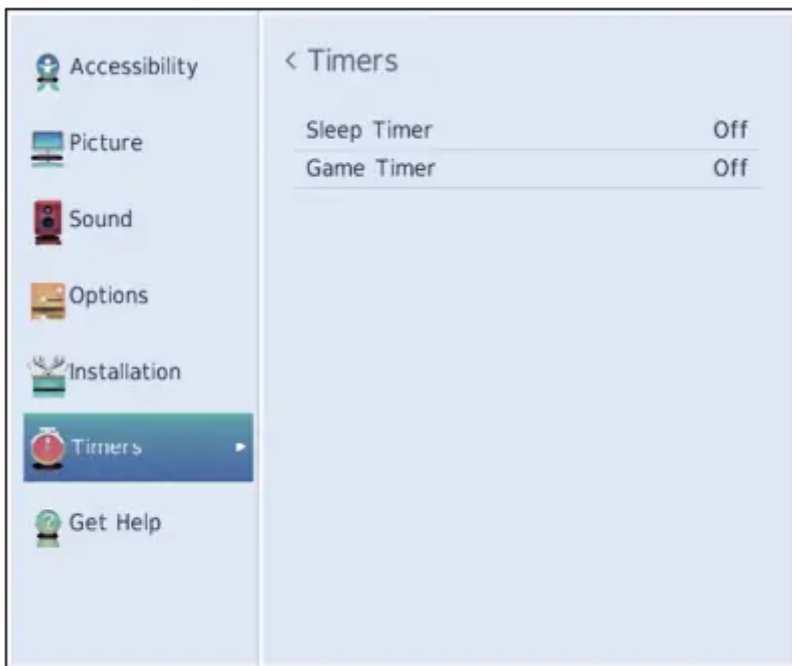 Accessibility
Picture
Sound
Options
Installation
Timers
Get Help
< Timers
Sleep Timer Off
Game Timer Off